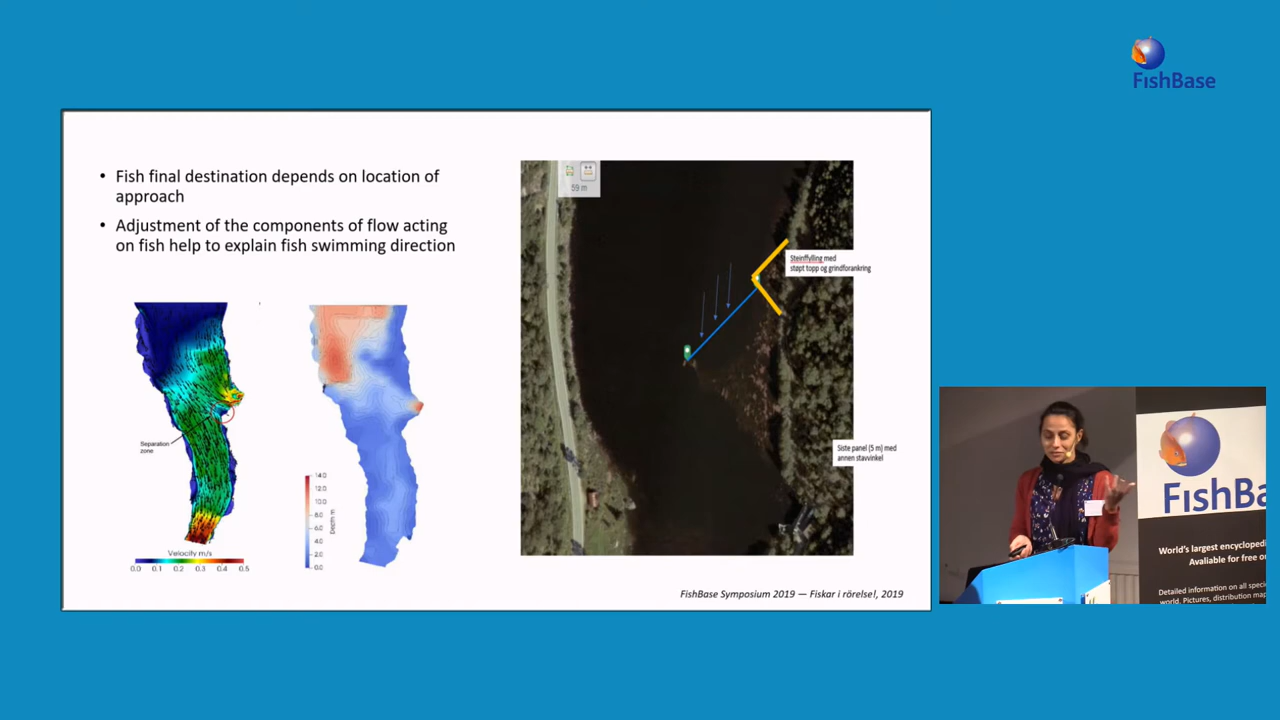 FishBase
• Fish final destination depends on location of
approach
• Adjustment of the components of flow acting
on fish help to explain fish swimming direction
59 m
Steinffylling med
støpt topp og grindforankring
Siste panel (5 m) med
annen stavvinkel
Separation
zone
Velocity m/s
0.0 0.1 0.2 0.3 0.4 0.5
14.0
12.0
10.0
8.0
6.0
4.0
2.0
0.0
Depth m
FishBase Symposium 2019 — Fiskar i rörelse!, 2019
FishBa
World's largest encyclopedi
Avaliable for free o
Detailed information on all speci
world. Pictures, distribution map